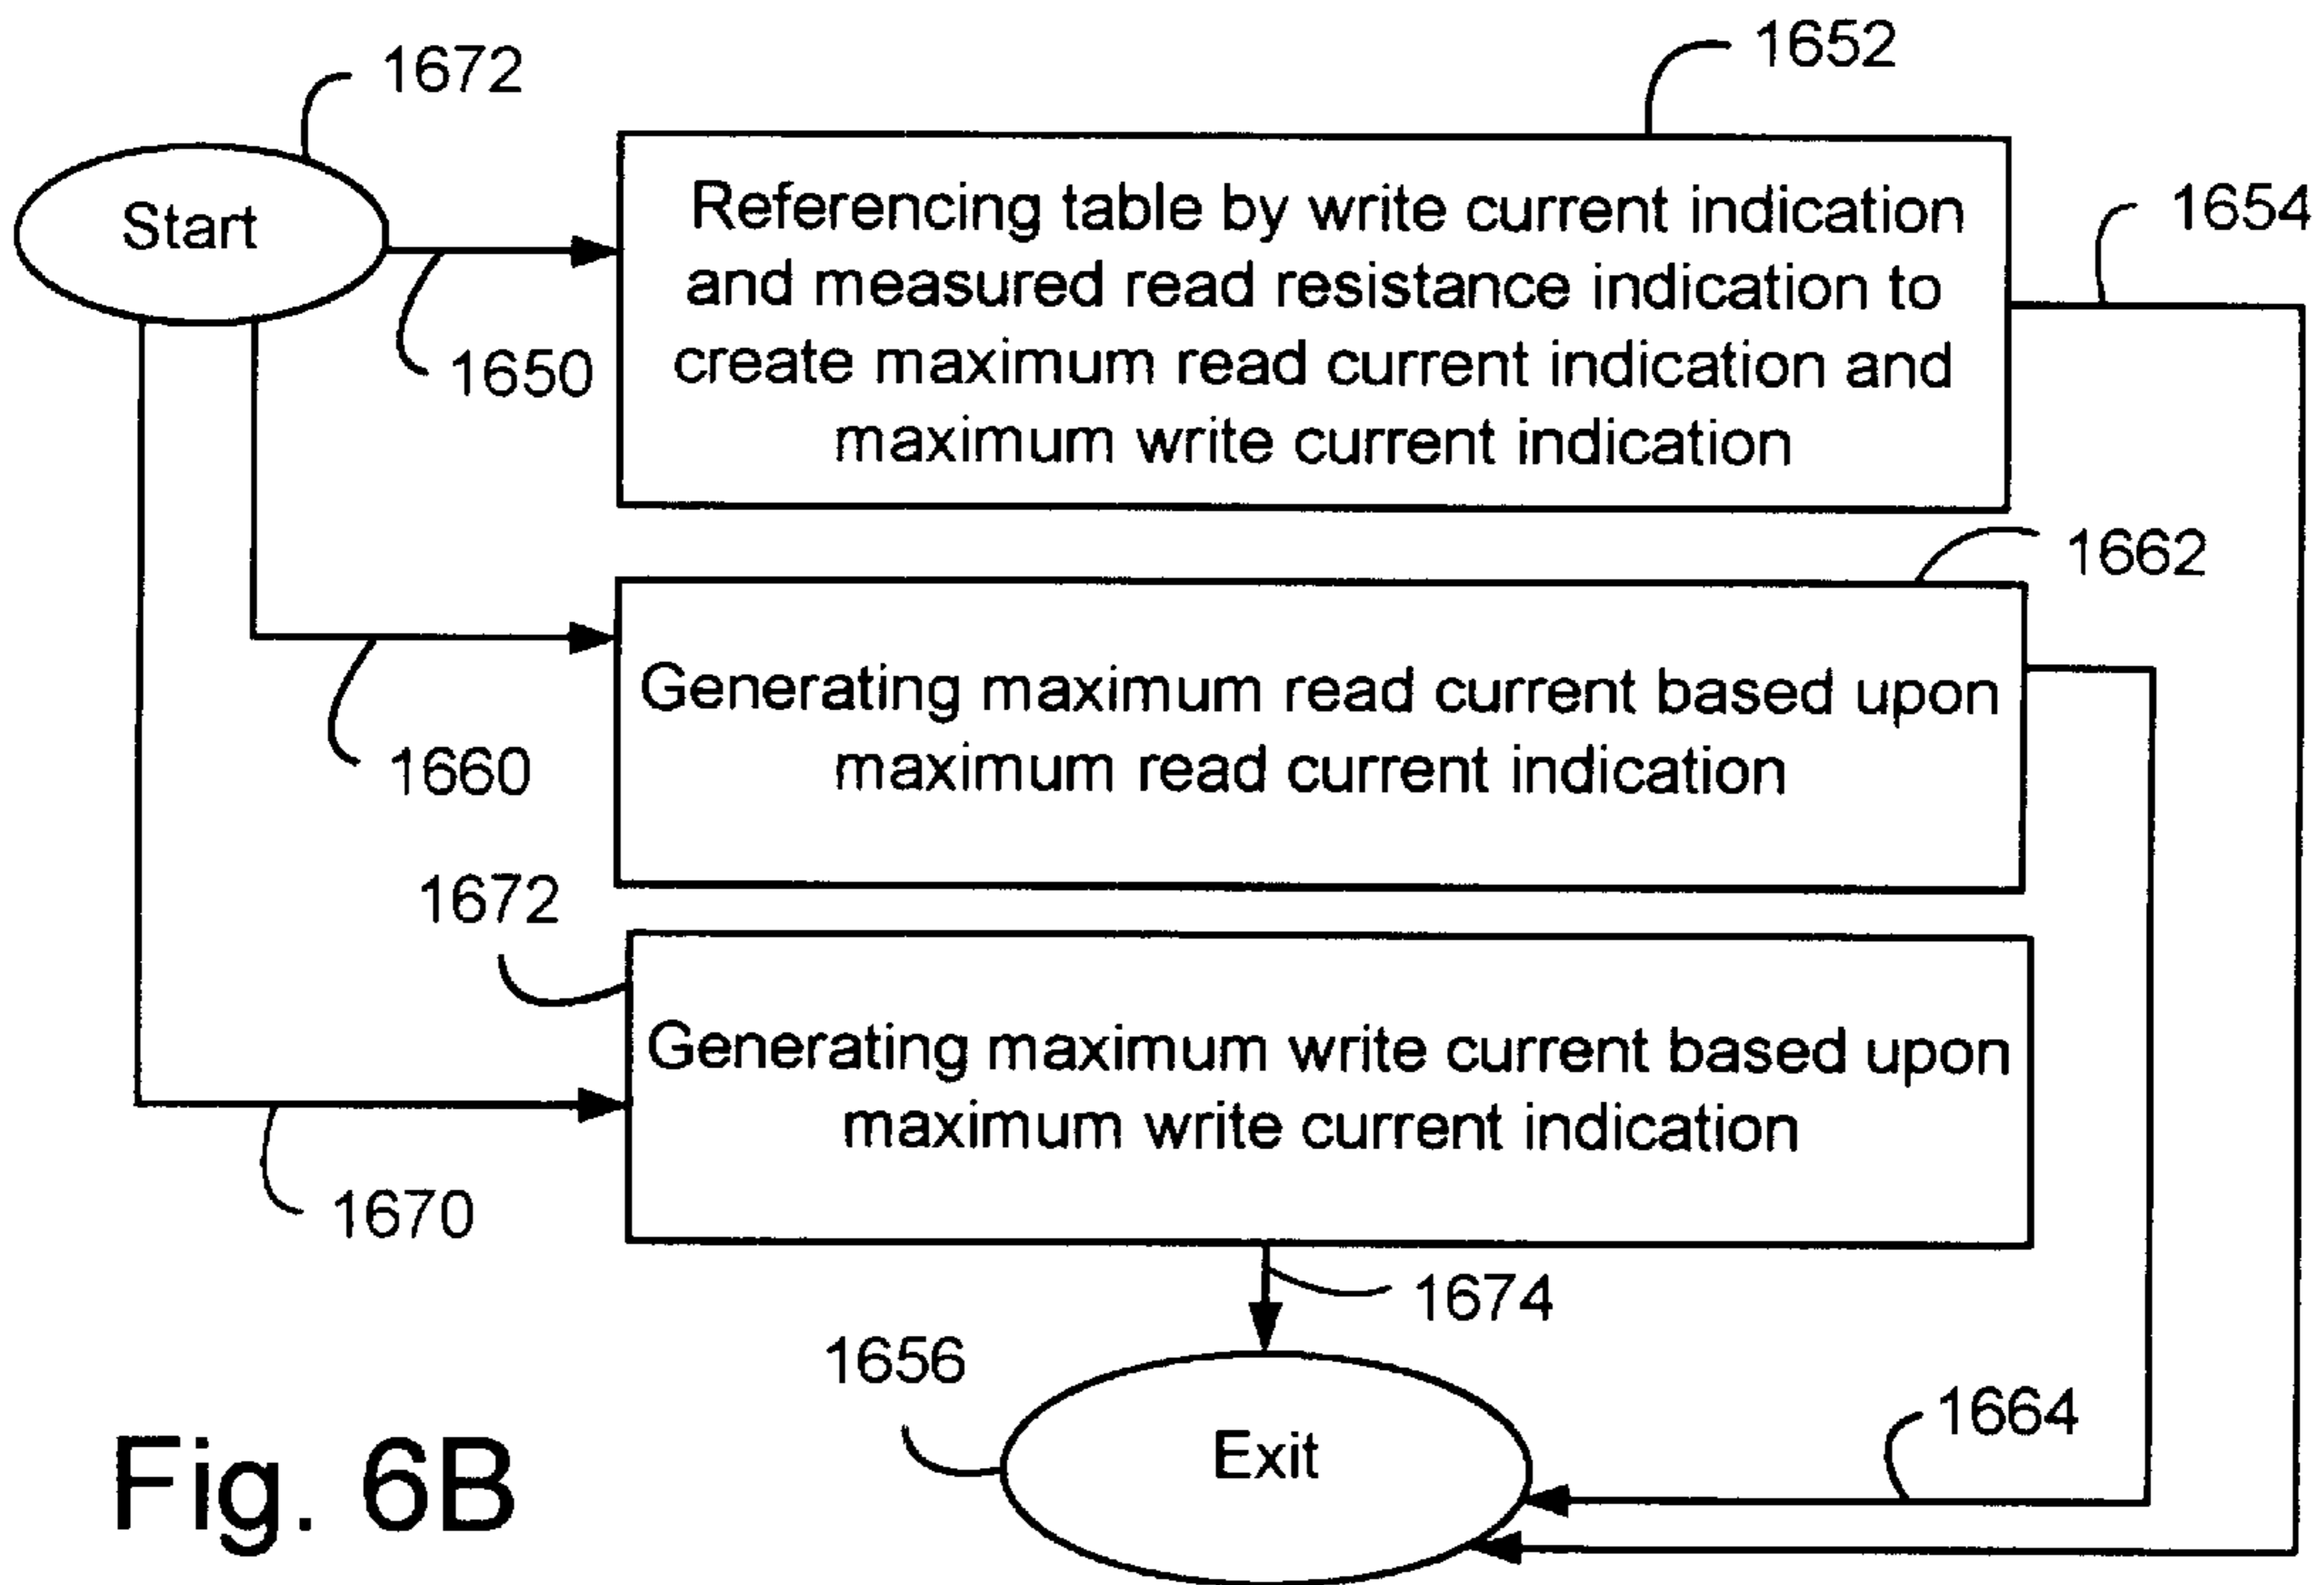 1672
1652
Start
Referencing table by write current indication
and measured read resistance indication to
create maximum read current indication and
maximum write current indication
1654
1650
1662
Generating maximum read current based upon
maximum read current indication
1660
1672
Generating maximum write current based upon
maximum write current indication
1670
1674
1656
Exit
1664
Fig. 6B